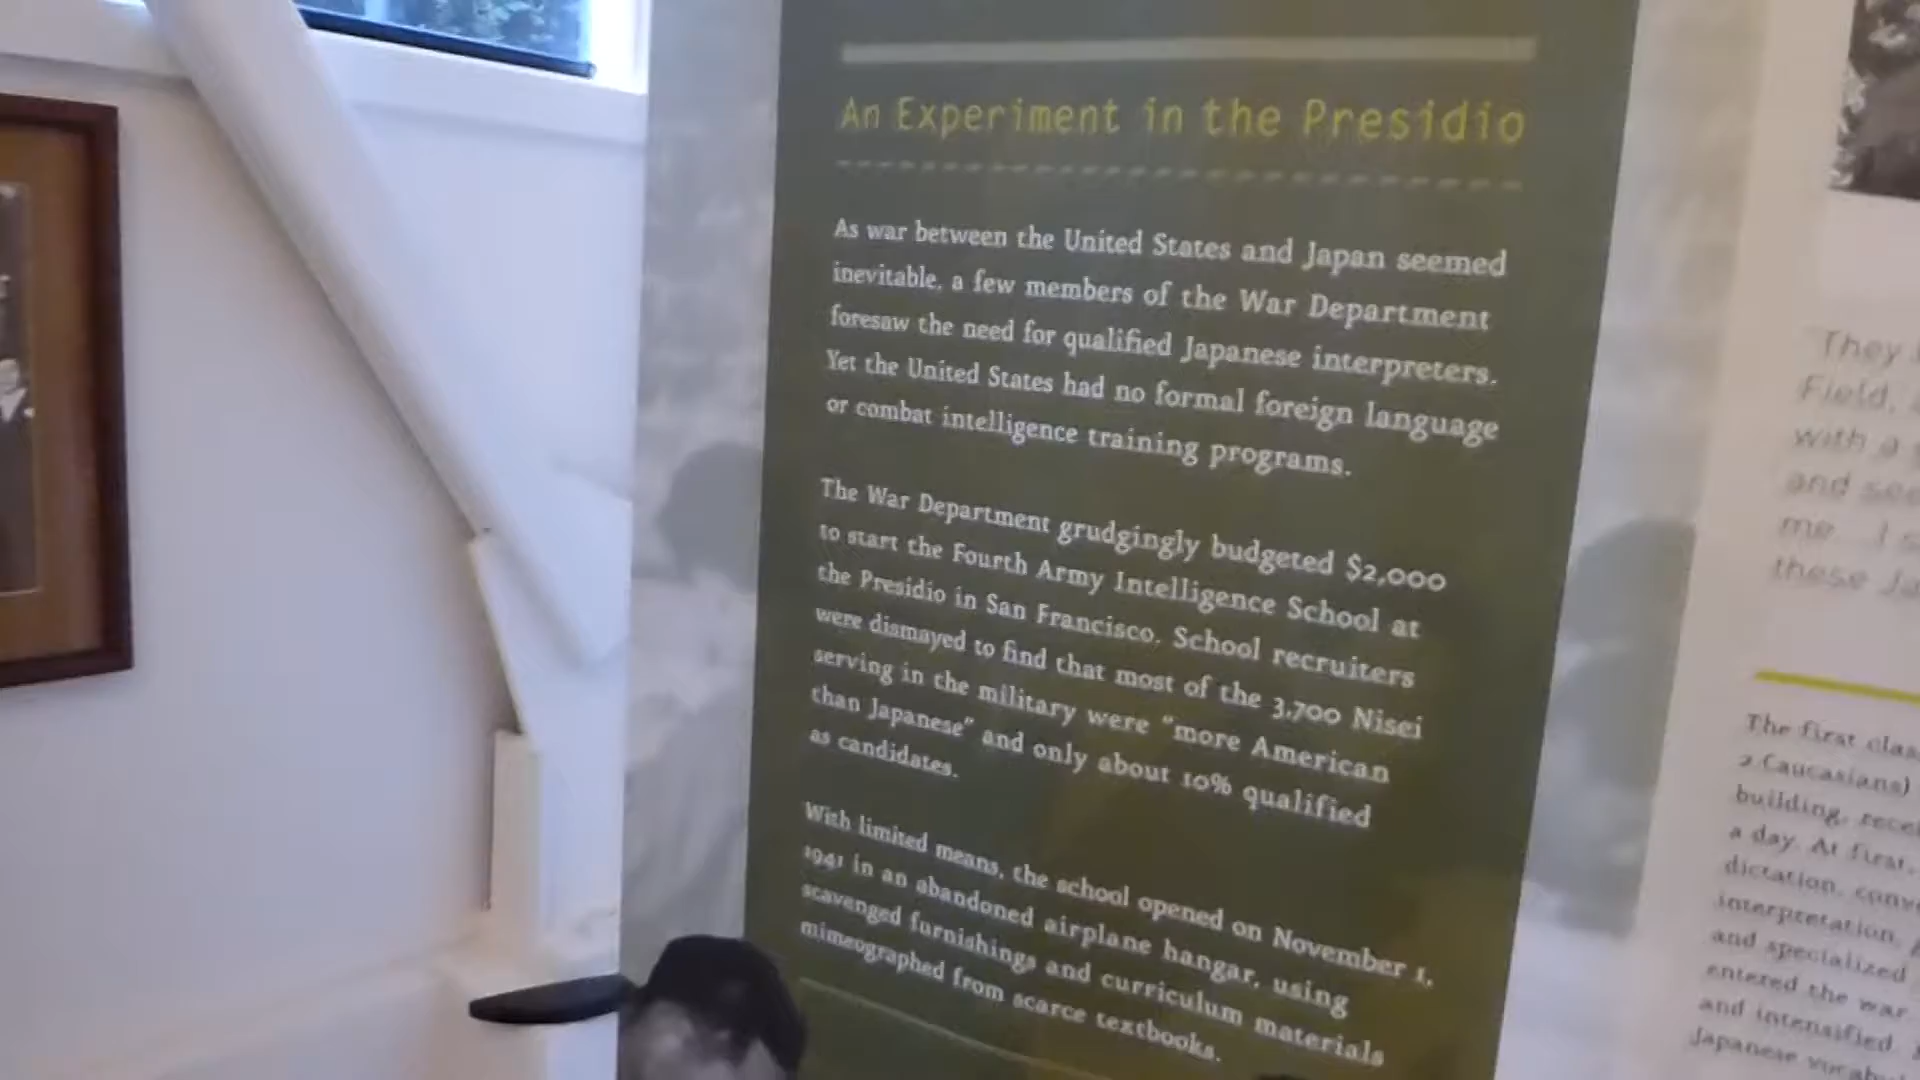 An Experiment in the Presidio
As war between the United States and Japan seemed
inevitable, a few members of the War Department
foresaw the need for qualified Japanese interpreters.
Yet the United States had no formal foreign language
or combat intelligence training programs.
The War Department grudgingly budgeted $2,000
to start the Fourth Army Intelligence School at
the Presidio in San Francisco. School recruiters
were dismayed to find that most of the 3,700 Nisei
serving in the military were "more American
than Japanese" and only about 10% qualified
as candidates.
With limited means, the school opened on November 1,
1941 in an abandoned airplane hangar, using
scavenged furnishings and curriculum materials
mimeographed from scarce textbooks.
They
Field,
with a
and see
me... I
these
The first
2 Caucasians)
building,
a day. At first,
dictation,
interpretation,
and specialized
entered the war
and intensified.
Japanese